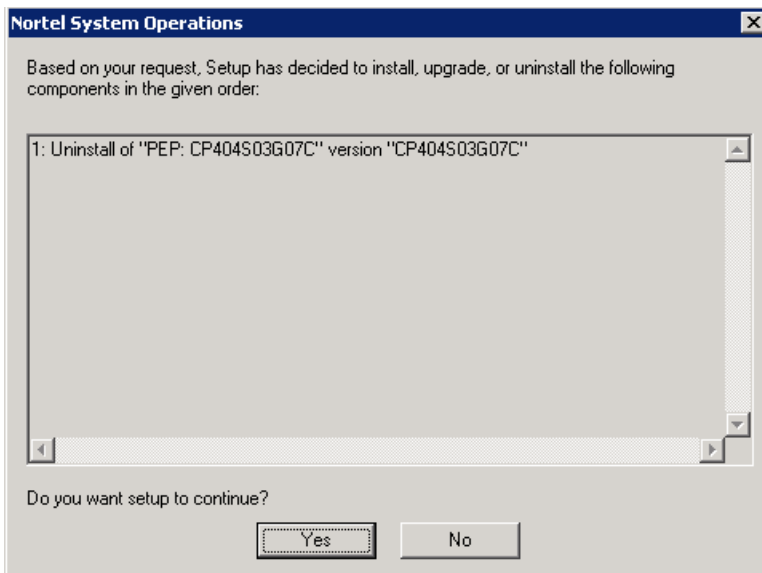 Nortel System Operations
Based on your request, Setup has decided to install, upgrade, or uninstall the following
components in the given order:
1: Uninstall of "PEP: CP404S03G07C" version "CP404S03G07C"
Do you want setup to continue?
Yes No